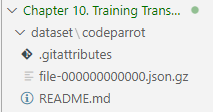 Chapter 10. Training Trans...
dataset\codeparrot
.gitattributes
file-000000000000.json.gz
README.md